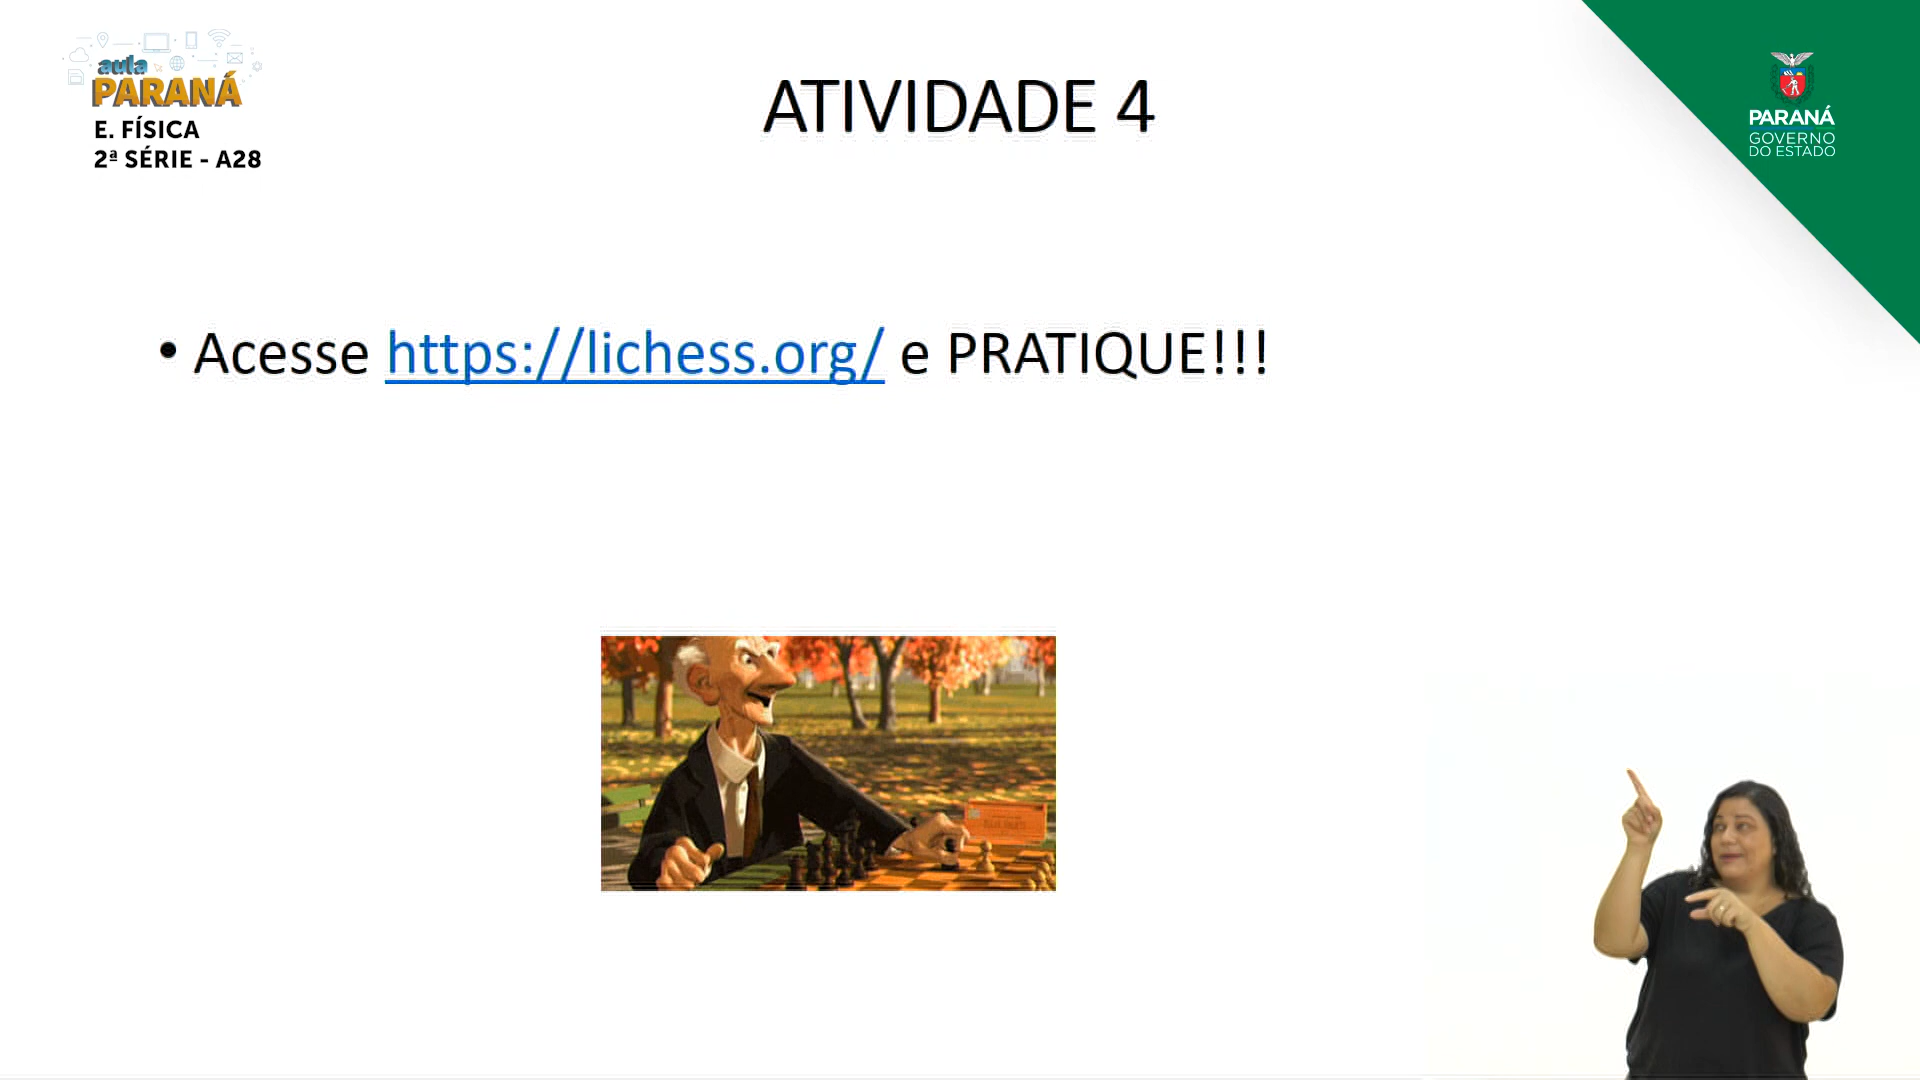 aula
PARANÁ
E. FÍSICA
2ª SÉRIE - A28
ATIVIDADE 4
PARANÁ
GOVERNO
DO ESTADO
• Acesse https://lichess.org/ e PRATIQUE!!!